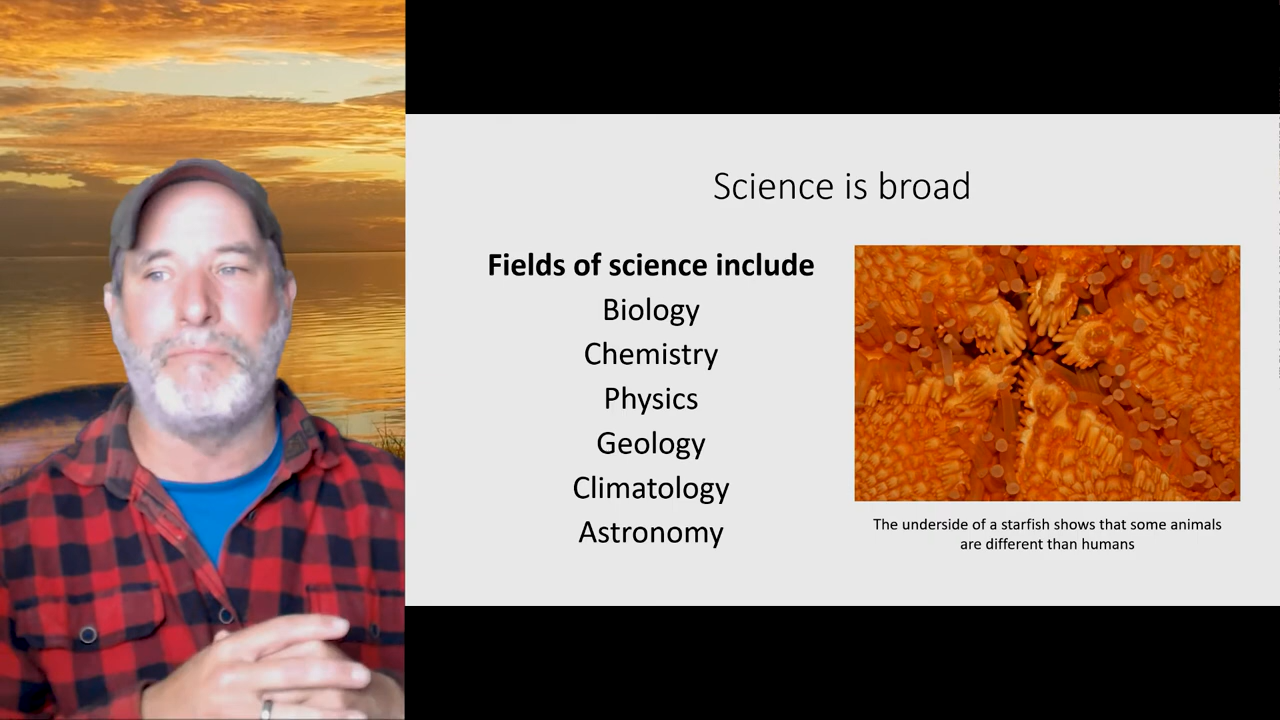 Science is broad
Fields of science include
Biology
Chemistry
Physics
Geology
Climatology
Astronomy
The underside of a starfish shows that some animals
are different than humans